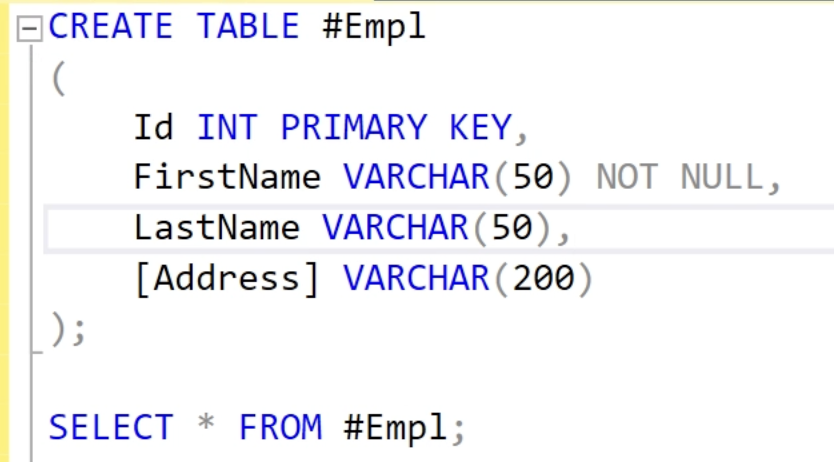 CREATE TABLE #Empl
(
Id INT PRIMARY KEY,
FirstName VARCHAR(50) NOT NULL,
LastName VARCHAR(50),
[Address] VARCHAR(200)
);
SELECT * FROM #Empl;